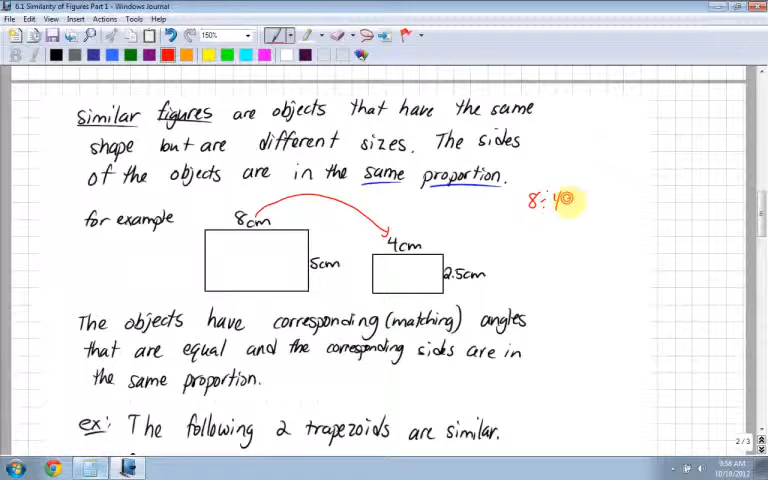 6.1 Similarity of Figures Part 1 - Windows Journal
File Edit View Insert Actions Tools Help
150%
B I
Similar figures are objects that have the same
shape but are different sizes. The sides
of the objects are in the same proportion.
8÷4
for example
8cm
4cm
5cm
2.5cm
The objects have corresponding (matching) angles
that are equal and the corresponding sides are in
the same proportion.
ex: The following 2 trapezoids are similar.
2/3
9:58 AM
10/18/2012